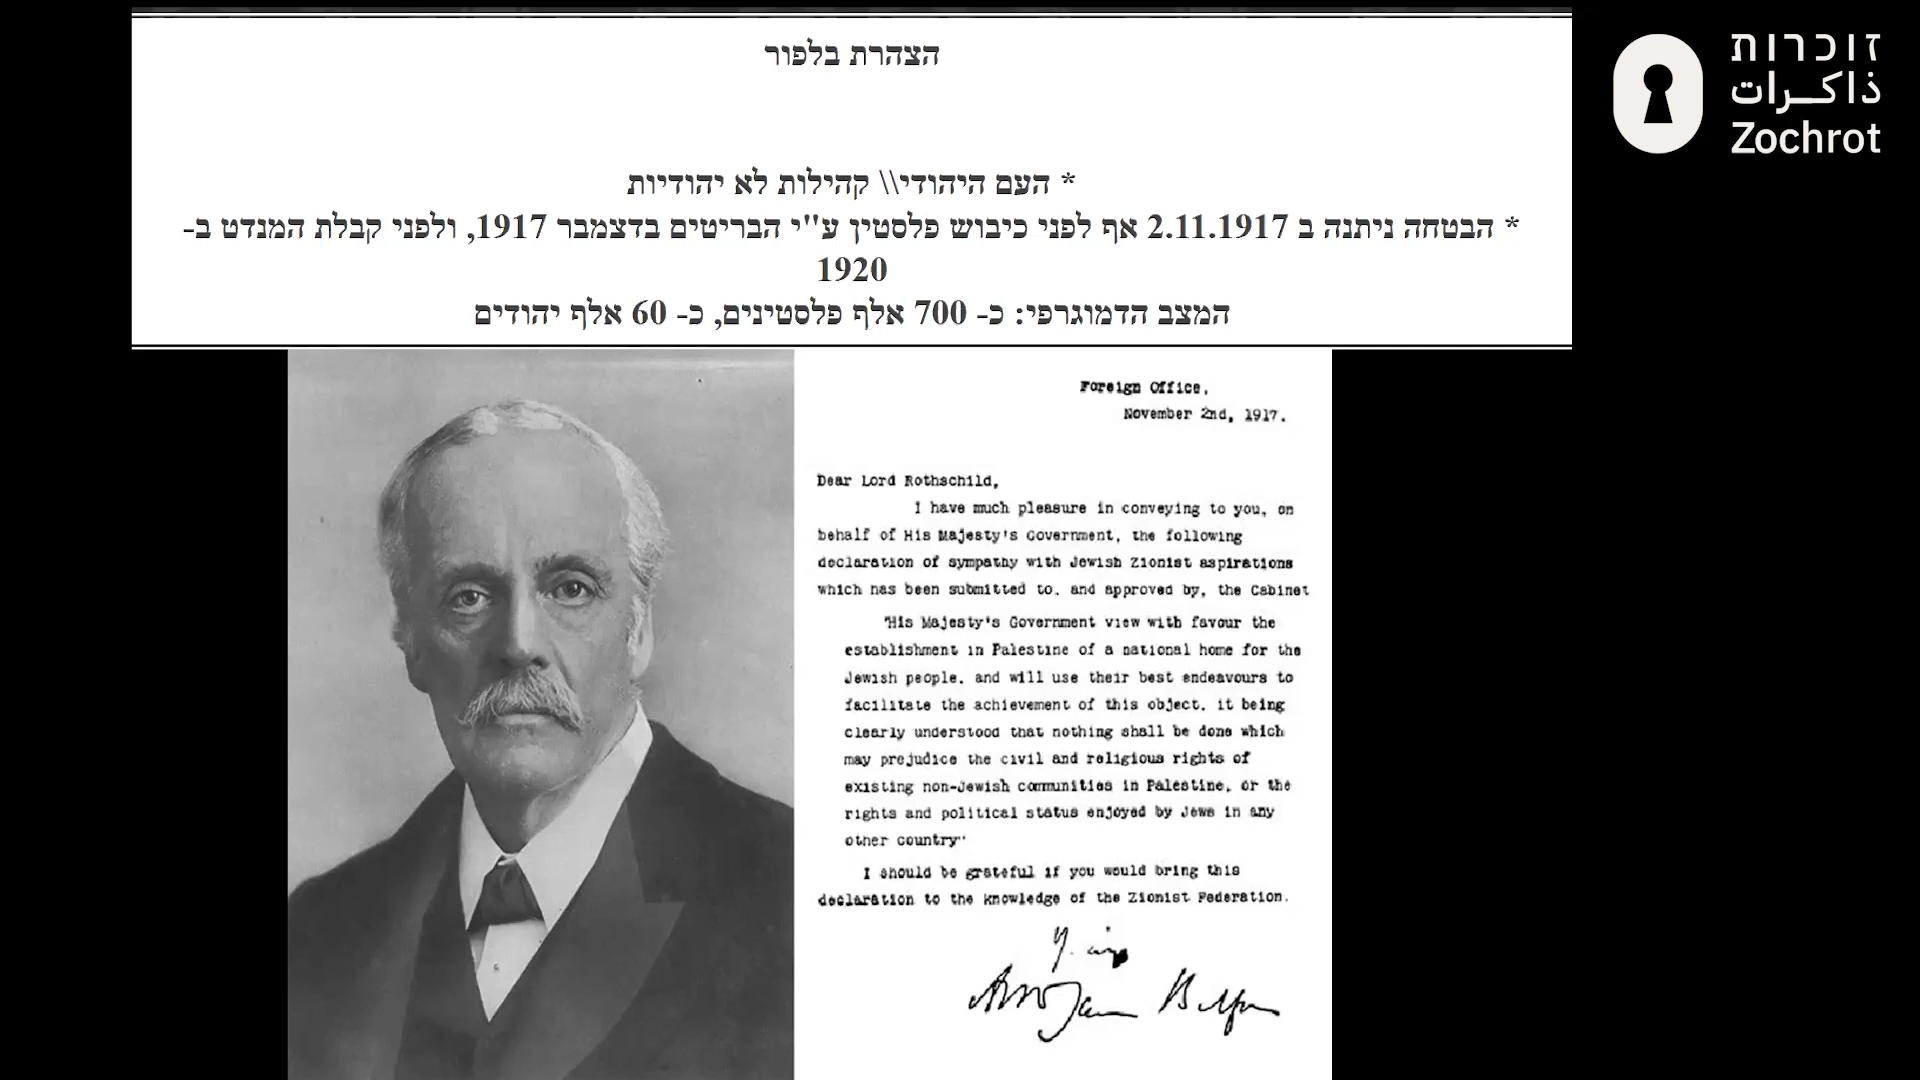 הצהרת בלפור
* העם היהודי\\ קהילות לא יהודיות
* הבטחה ניתנה ב 2.11.1917 אף לפני כיבוש פלסטין ע"י הבריטים בדצמבר 1917, ולפני קבלת המנדט ב-
1920
המצב הדמוגרפי: כ- 700 אלף פלסטינים, כ- 60 אלף יהודים
זוכרות
ذاكـرات
Zochrot
Foreign Office,
November 2nd, 1917.
Dear Lord Rothschild,
I have much pleasure in conveying to you, on
behalf of His Majesty's Government, the following
declaration of sympathy with Jewish Zionist aspirations
which has been submitted to, and approved by, the Cabinet
"His Majesty's Government view with favour the
establishment in Palestine of a national home for the
Jewish people, and will use their best endeavours to
facilitate the achievement of this object, it being
clearly understood that nothing shall be done which
may prejudice the civil and religious rights of
existing non-Jewish communities in Palestine, or the
rights and political status enjoyed by Jews in any
other country"
I should be grateful if you would bring this
declaration to the knowledge of the Zionist Federation.